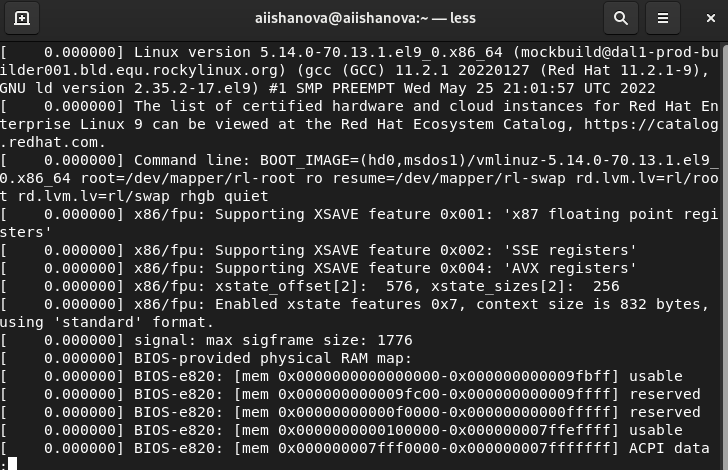 aiishanova@aiishanova:~ — less
[    0.000000] Linux version 5.14.0-70.13.1.el9_0.x86_64 (mockbuild@dal1-prod-bu
ilder001.bld.equ.rockylinux.org) (gcc (GCC) 11.2.1 20220127 (Red Hat 11.2.1-9),
GNU ld version 2.35.2-17.el9) #1 SMP PREEMPT Wed May 25 21:01:57 UTC 2022
[    0.000000] The list of certified hardware and cloud instances for Red Hat En
terprise Linux 9 can be viewed at the Red Hat Ecosystem Catalog, https://catalog
.redhat.com.
[    0.000000] Command line: BOOT_IMAGE=(hd0,msdos1)/vmlinuz-5.14.0-70.13.1.el9_
0.x86_64 root=/dev/mapper/rl-root ro resume=/dev/mapper/rl-swap rd.lvm.lv=rl/roo
t rd.lvm.lv=rl/swap rhgb quiet
[    0.000000] x86/fpu: Supporting XSAVE feature 0x001: 'x87 floating point regi
sters'
[    0.000000] x86/fpu: Supporting XSAVE feature 0x002: 'SSE registers'
[    0.000000] x86/fpu: Supporting XSAVE feature 0x004: 'AVX registers'
[    0.000000] x86/fpu: xstate_offset[2]:  576, xstate_sizes[2]:  256
[    0.000000] x86/fpu: Enabled xstate features 0x7, context size is 832 bytes,
using 'standard' format.
[    0.000000] signal: max sigframe size: 1776
[    0.000000] BIOS-provided physical RAM map:
[    0.000000] BIOS-e820: [mem 0x0000000000000000-0x000000000009fbff] usable
[    0.000000] BIOS-e820: [mem 0x000000000009fc00-0x000000000009ffff] reserved
[    0.000000] BIOS-e820: [mem 0x00000000000f0000-0x00000000000fffff] reserved
[    0.000000] BIOS-e820: [mem 0x0000000000100000-0x000000007ffeffff] usable
[    0.000000] BIOS-e820: [mem 0x000000007fff0000-0x000000007fffffff] ACPI data
: